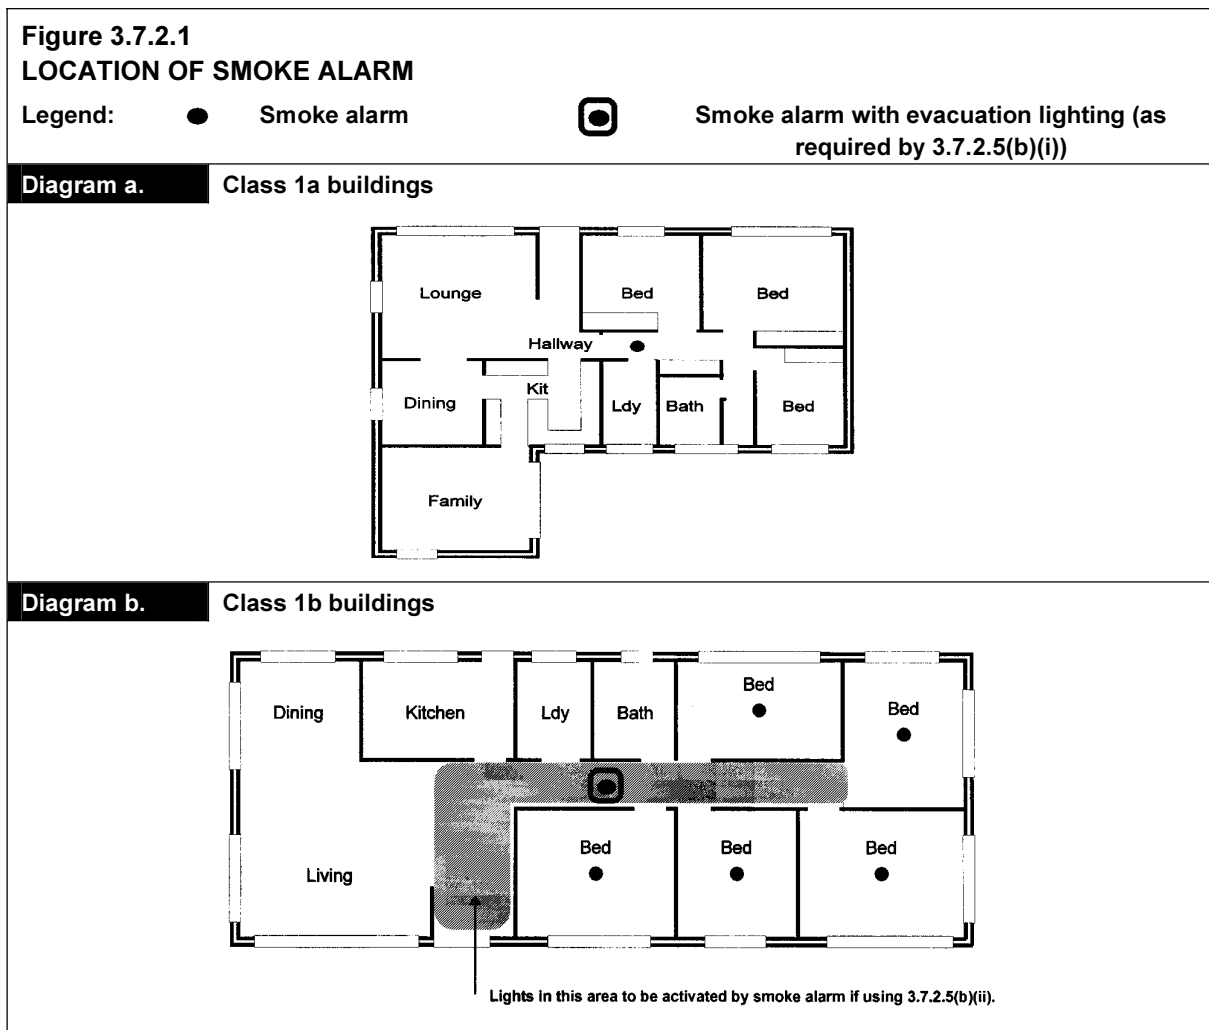 Figure 3.7.2.1
LOCATION OF SMOKE ALARM
Legend: Smoke alarm Smoke alarm with evacuation lighting (as
required by 3.7.2.5(b)(i))
Diagram a. Class 1a buildings
Lounge Bed Bed
Hallway
Kit
Dining Ldy Bath Bed
Family
Diagram b. Class 1b buildings
Dining Kitchen Ldy Bath Bed Bed
Living Bed Bed Bed
Lights in this area to be activated by smoke alarm if using 3.7.2.5(b)(ii).